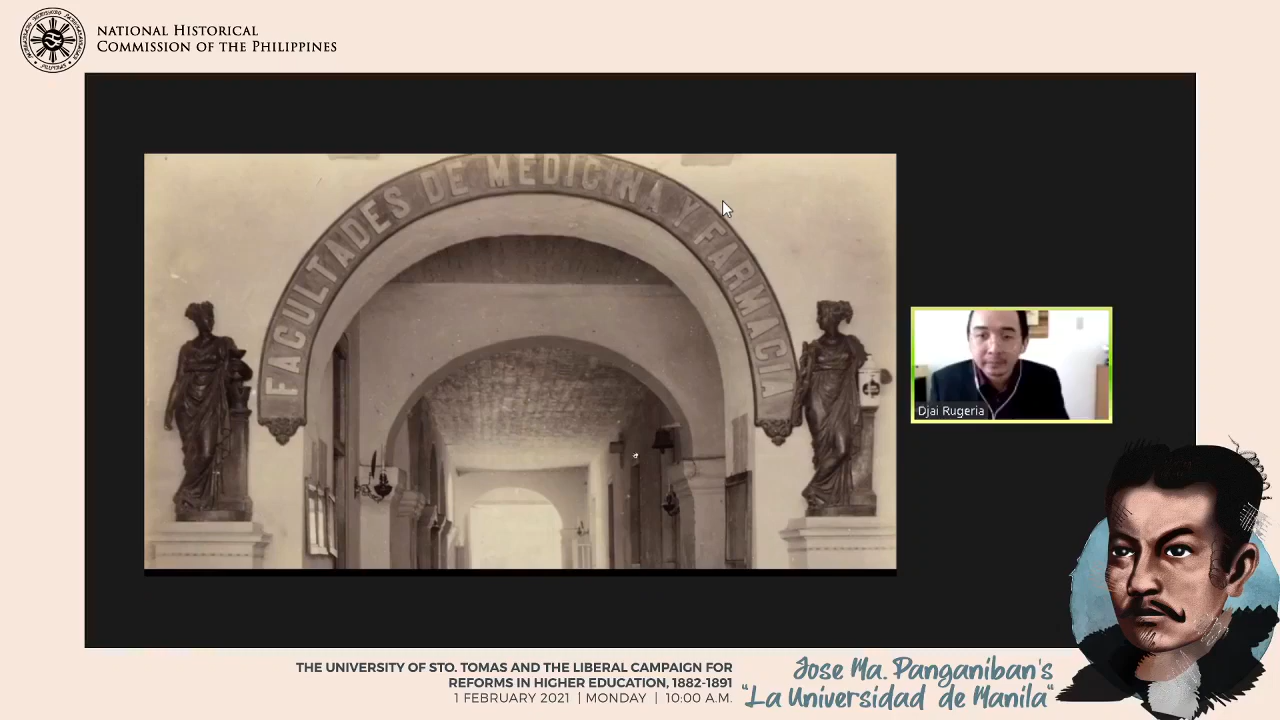 NATIONAL HISTORICAL
COMMISSION OF THE PHILIPPINES
FACULTADES DE MEDICINA Y FARMACIA
Djai Rugeria
THE UNIVERSITY OF STO. TOMAS AND THE LIBERAL CAMPAIGN FOR
REFORMS IN HIGHER EDUCATION, 1882-1891
1 FEBRUARY 2021 | MONDAY | 10:00 A.M.
Jose Ma. Panganiban's
"La Universidad de Manila"